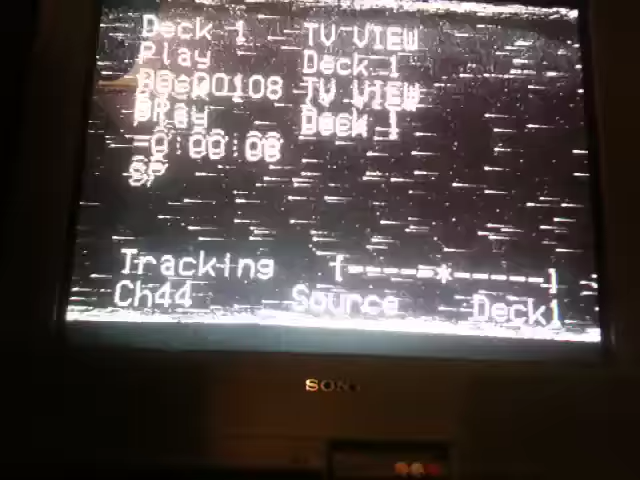 Deck 1 TV VIEW
Play Deck 1
00:00108 TV VIEW
Play Deck 1
-0:00:08
SP
Tracking [-----*-----]
Ch44 Source Deck1
SONY